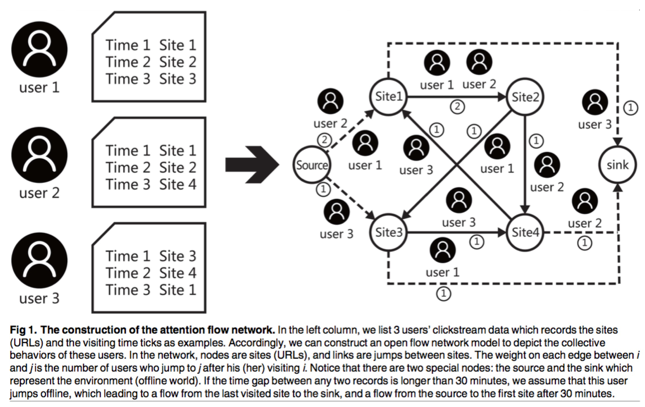 user 1
Time 1 Site 1
Time 2 Site 2
Time 3 Site 3
user 2
Time 1 Site 1
Time 2 Site 2
Time 3 Site 4
user 3
Time 1 Site 3
Time 2 Site 4
Time 3 Site 1
Source
2
1
user 2
user 1
user 3
Site1
user 1 user 2
2
Site2
1
1
user 3
user 1
1
user 2
Site3
user 3
1
user 1
Site4
user 2
1
1
user 3
1
sink
Fig 1. The construction of the attention flow network. In the left column, we list 3 users' clickstream data which records the sites
(URLs) and the visiting time ticks as examples. Accordingly, we can construct an open flow network model to depict the collective
behaviors of these users. In the network, nodes are sites (URLs), and links are jumps between sites. The weight on each edge between i
and j is the number of users who jump to j after his (her) visiting i. Notice that there are two special nodes: the source and the sink which
represent the environment (offline world). If the time gap between any two records is longer than 30 minutes, we assume that this user
jumps offline, which leading to a flow from the last visited site to the sink, and a flow from the source to the first site after 30 minutes.